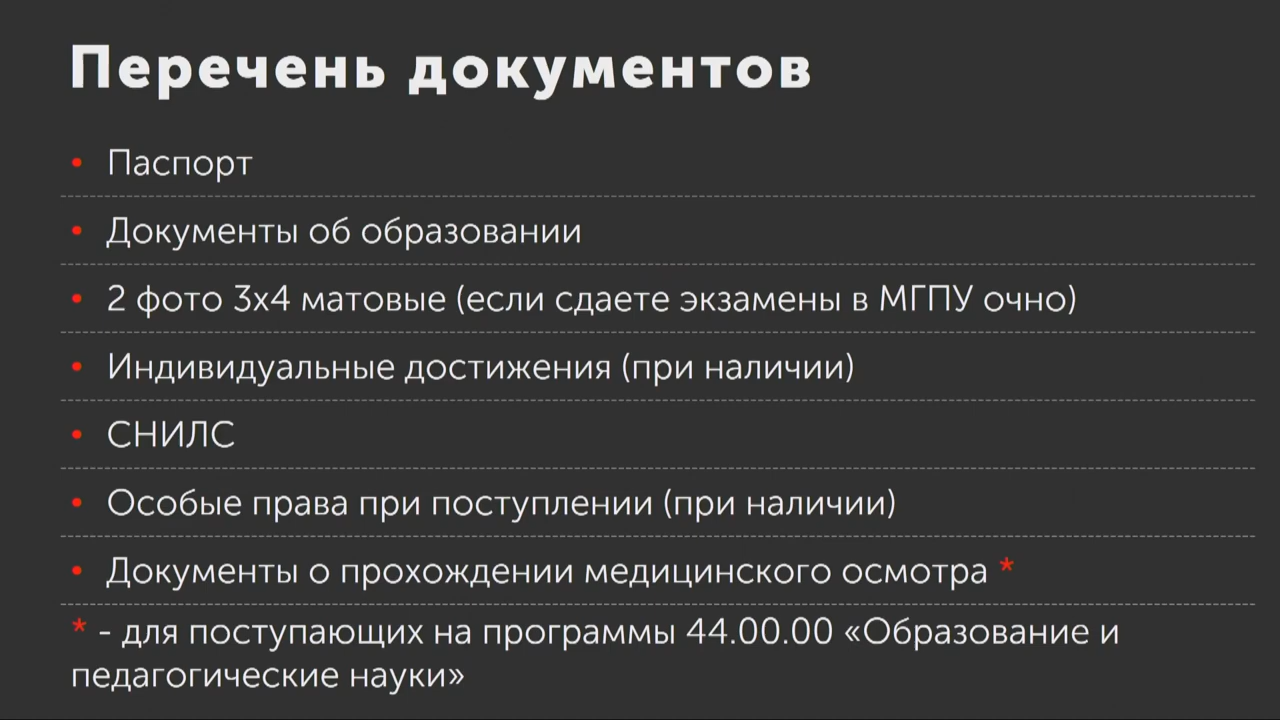 Перечень документов
• Паспорт
• Документы об образовании
• 2 фото 3х4 матовые (если сдаете экзамены в МГПУ очно)
• Индивидуальные достижения (при наличии)
• СНИЛС
• Особые права при поступлении (при наличии)
• Документы о прохождении медицинского осмотра *
* - для поступающих на программы 44.00.00 «Образование и
педагогические науки»